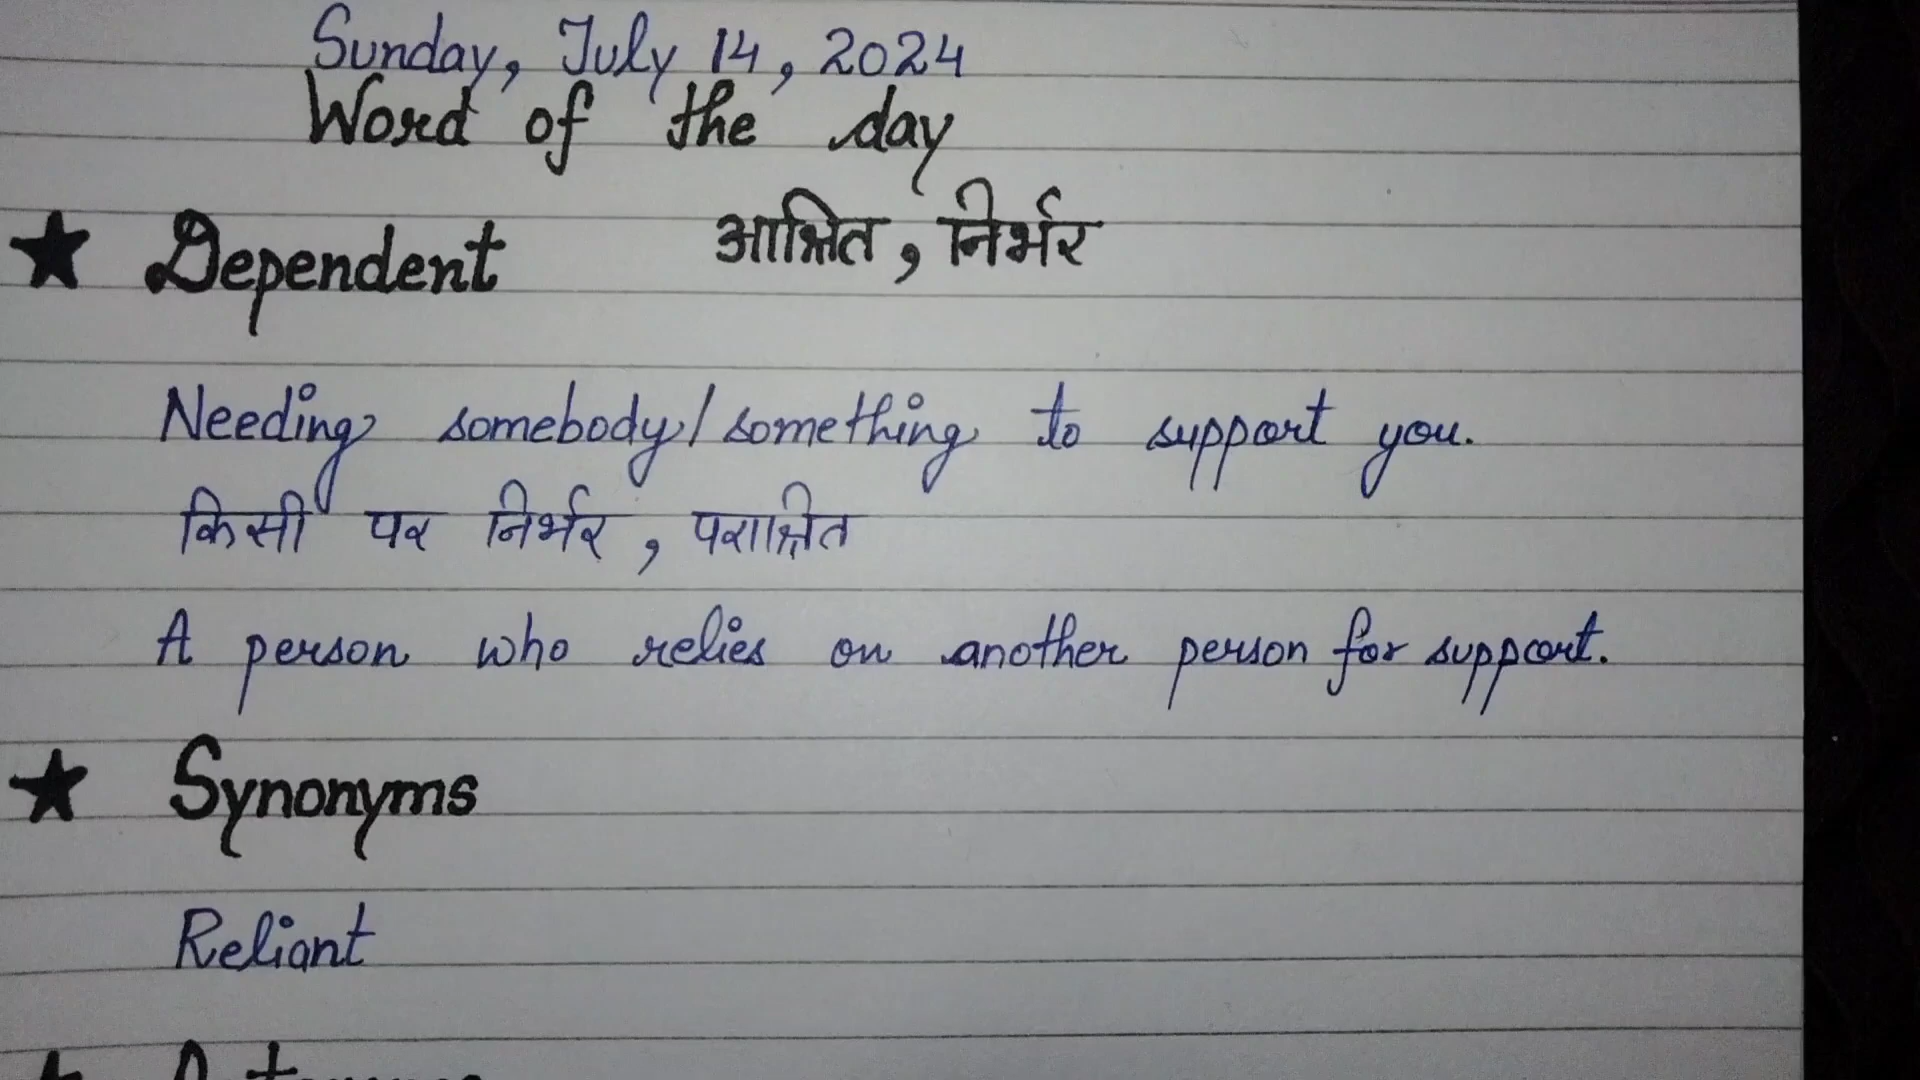 Sunday, July 14, 2024
Word of the day
★ Dependent आश्रित, निर्भर
Needing somebody/something to support you.
किसी पर निर्भर, पराश्रित
A person who relies on another person for support.
★ Synonyms
Reliant